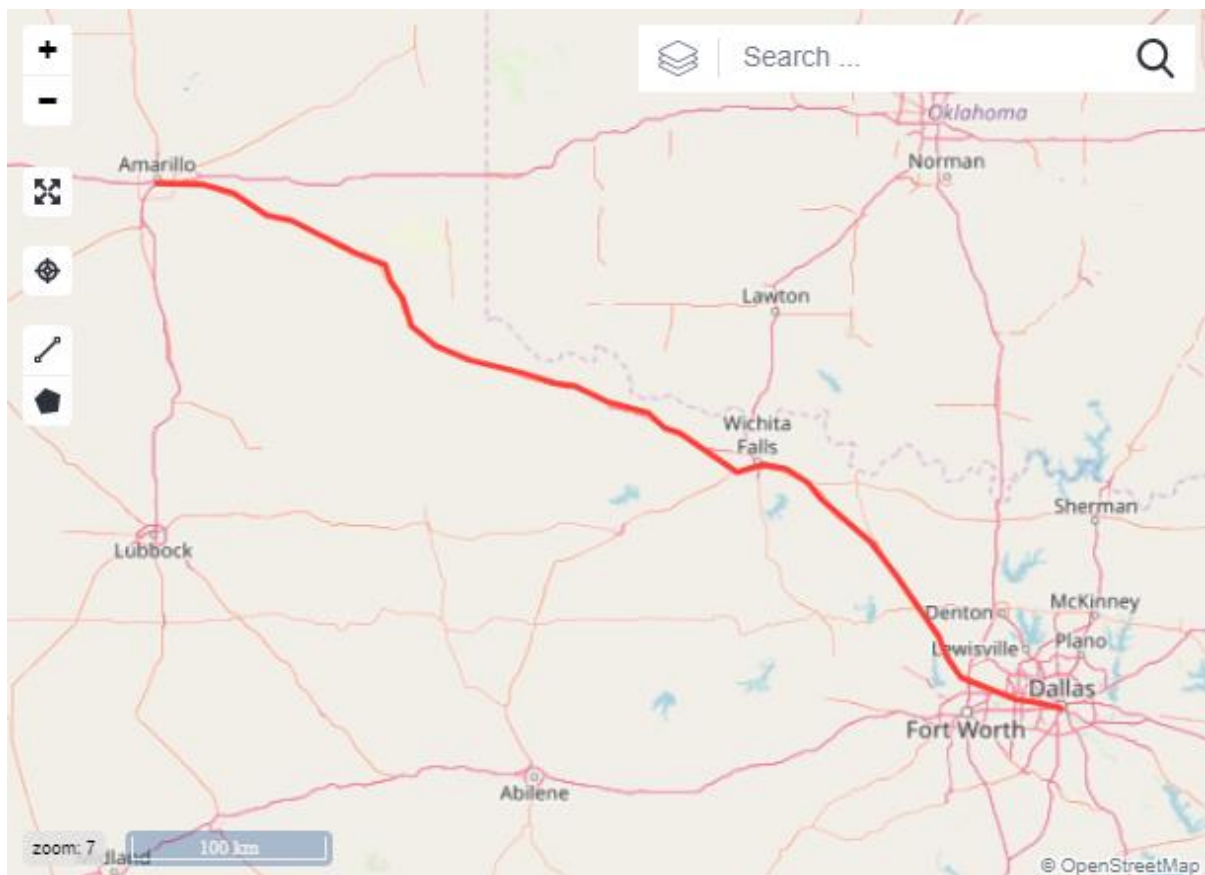 +
Search ...
-
Oklahoma
Amarillo
Norman
Lawton
Wichita
Falls
Sherman
Lubbock
Denton
McKinney
Lewisville
Plano
Dallas
Fort Worth
Abilene
zoom: 7
100 km
dland
© OpenStreetMap